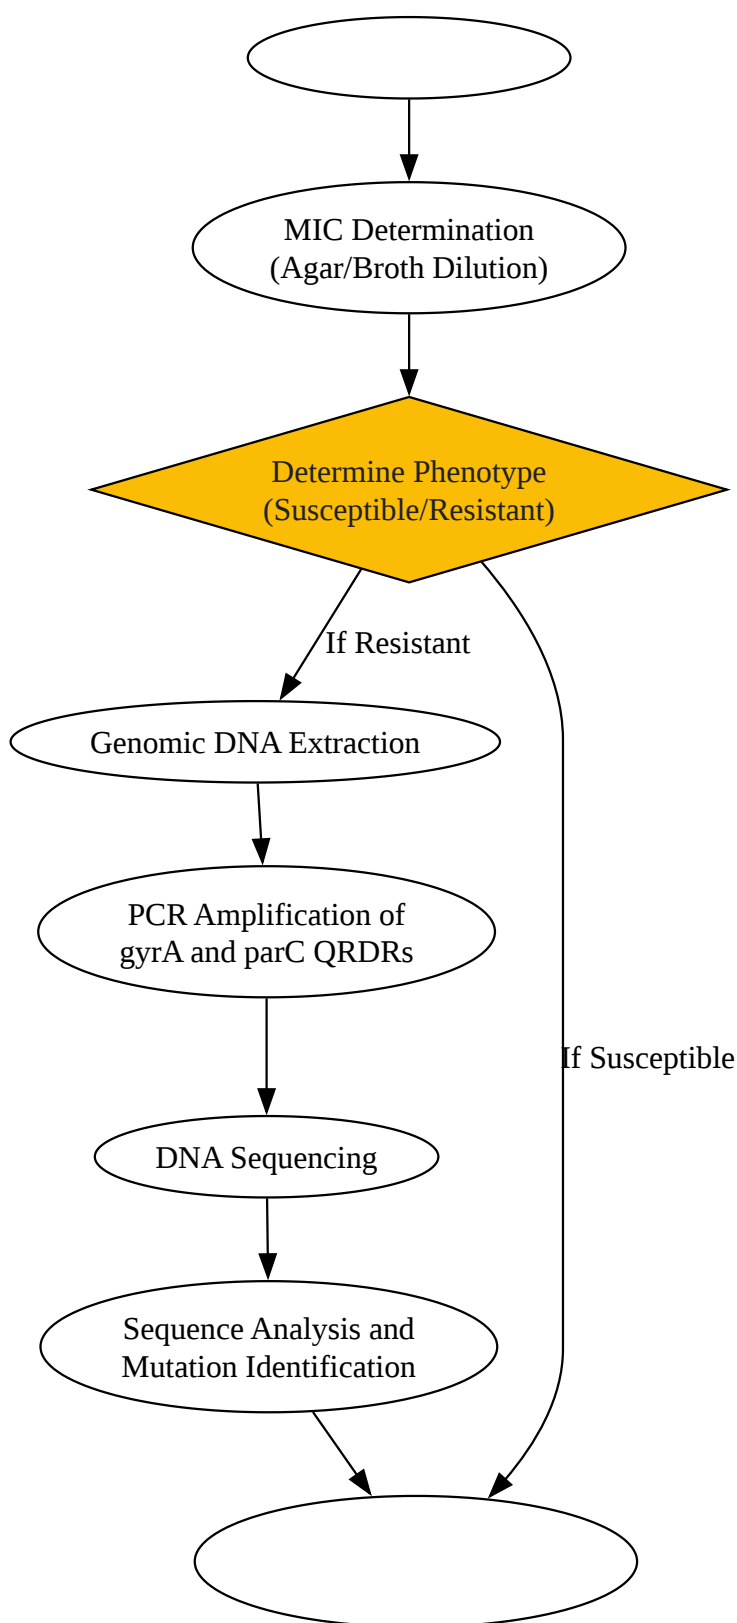 MIC Determination
(Agar/Broth Dilution)
Determine Phenotype
(Susceptible/Resistant)
If Resistant
Genomic DNA Extraction
PCR Amplification of
gyrA and parC QRDRs
If Susceptible
DNA Sequencing
Sequence Analysis and
Mutation Identification